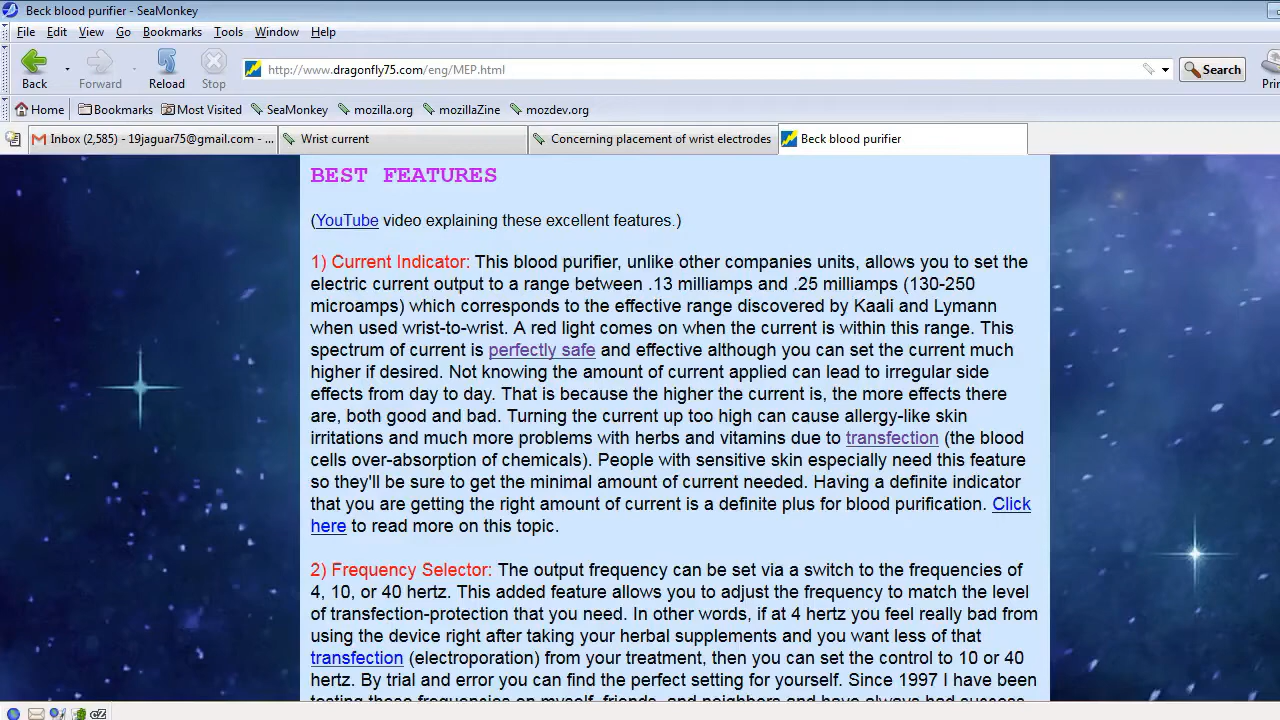 Beck blood purifier - SeaMonkey
File Edit View Go Bookmarks Tools Window Help
Back Forward Reload Stop http://www.dragonfly75.com/eng/MEP.html Search
Home Bookmarks Most Visited SeaMonkey mozilla.org mozillaZine mozdev.org
Inbox (2,585) - 19jaguar75@gmail.com - ... Wrist current Concerning placement of wrist electrodes Beck blood purifier
BEST FEATURES
(YouTube video explaining these excellent features.)
1) Current Indicator: This blood purifier, unlike other companies units, allows you to set the
electric current output to a range between .13 milliamps and .25 milliamps (130-250
microamps) which corresponds to the effective range discovered by Kaali and Lymann
when used wrist-to-wrist. A red light comes on when the current is within this range. This
spectrum of current is perfectly safe and effective although you can set the current much
higher if desired. Not knowing the amount of current applied can lead to irregular side
effects from day to day. That is because the higher the current is, the more effects there
are, both good and bad. Turning the current up too high can cause allergy-like skin
irritations and much more problems with herbs and vitamins due to transfection (the blood
cells over-absorption of chemicals). People with sensitive skin especially need this feature
so they'll be sure to get the minimal amount of current needed. Having a definite indicator
that you are getting the right amount of current is a definite plus for blood purification. Click
here to read more on this topic.
2) Frequency Selector: The output frequency can be set via a switch to the frequencies of
4, 10, or 40 hertz. This added feature allows you to adjust the frequency to match the level
of transfection-protection that you need. In other words, if at 4 hertz you feel really bad from
using the device right after taking your herbal supplements and you want less of that
transfection (electroporation) from your treatment, then you can set the control to 10 or 40
hertz. By trial and error you can find the perfect setting for yourself. Since 1997 I have been
testing these frequencies on myself, friends, and neighbors and have always had success